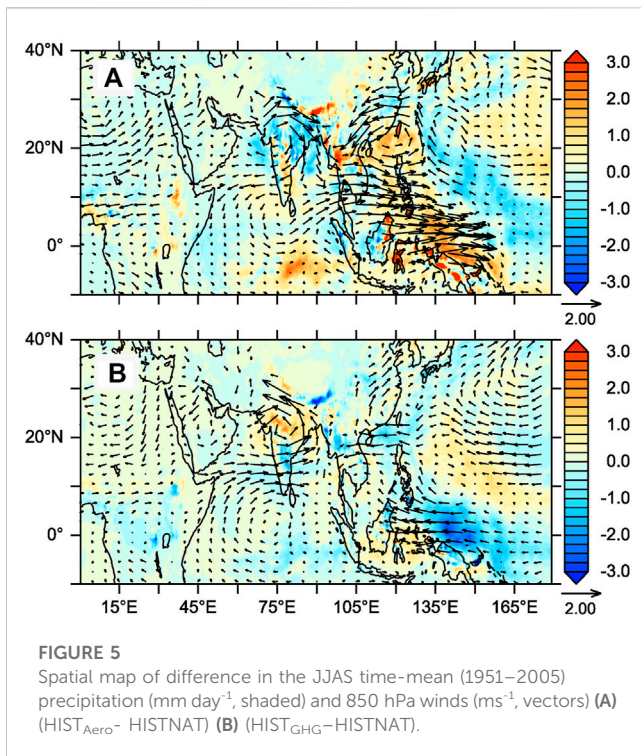 40°N
20°N
0°
A
3.0
2.0
1.0
0.0
-1.0
-2.0
-3.0
2.00
40°N
20°N
0°
B
3.0
2.0
1.0
0.0
-1.0
-2.0
-3.0
2.00
15°E 45°E 75°E 105°E 135°E 165°E
FIGURE 5
Spatial map of difference in the JJAS time-mean (1951–2005)
precipitation (mm day⁻¹, shaded) and 850 hPa winds (ms⁻¹, vectors) (A)
(HISTAero- HISTNAT) (B) (HISTGHG–HISTNAT).